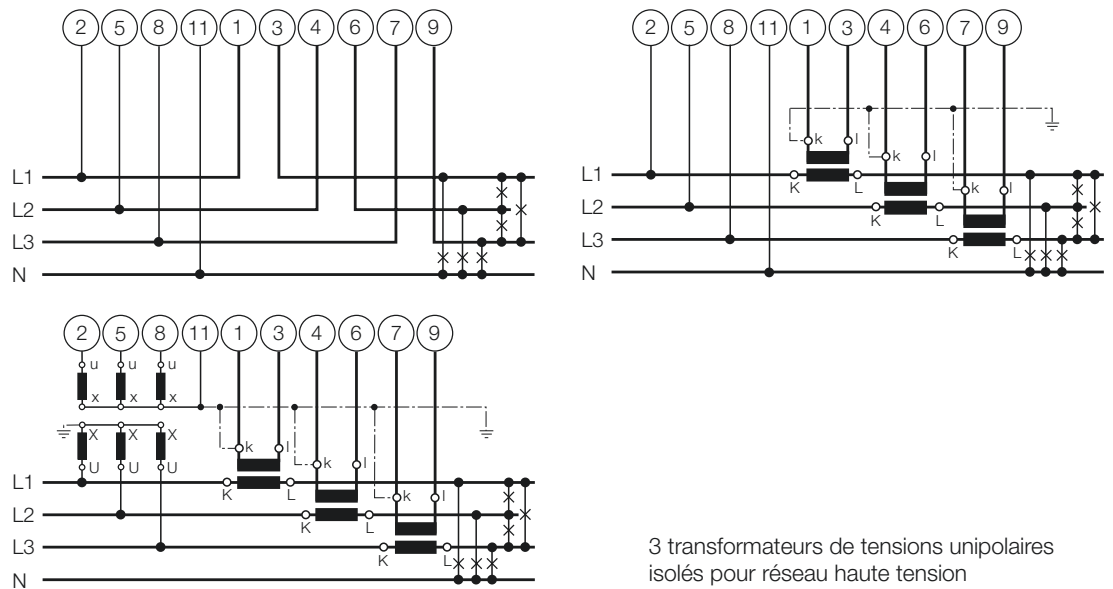 2 5 8 11 1 3 4 6 7 9
L1
L2
L3
N
2 5 8 11 1 3 4 6 7 9
k l
k l
k l
L1 K L
L2 K L
L3 K L
N
2 5 8 11 1 3 4 6 7 9
u u u
x x x
X X X
U U U
k l
k l
k l
L1 K L
L2 K L
L3 K L
N
3 transformateurs de tensions unipolaires
isolés pour réseau haute tension